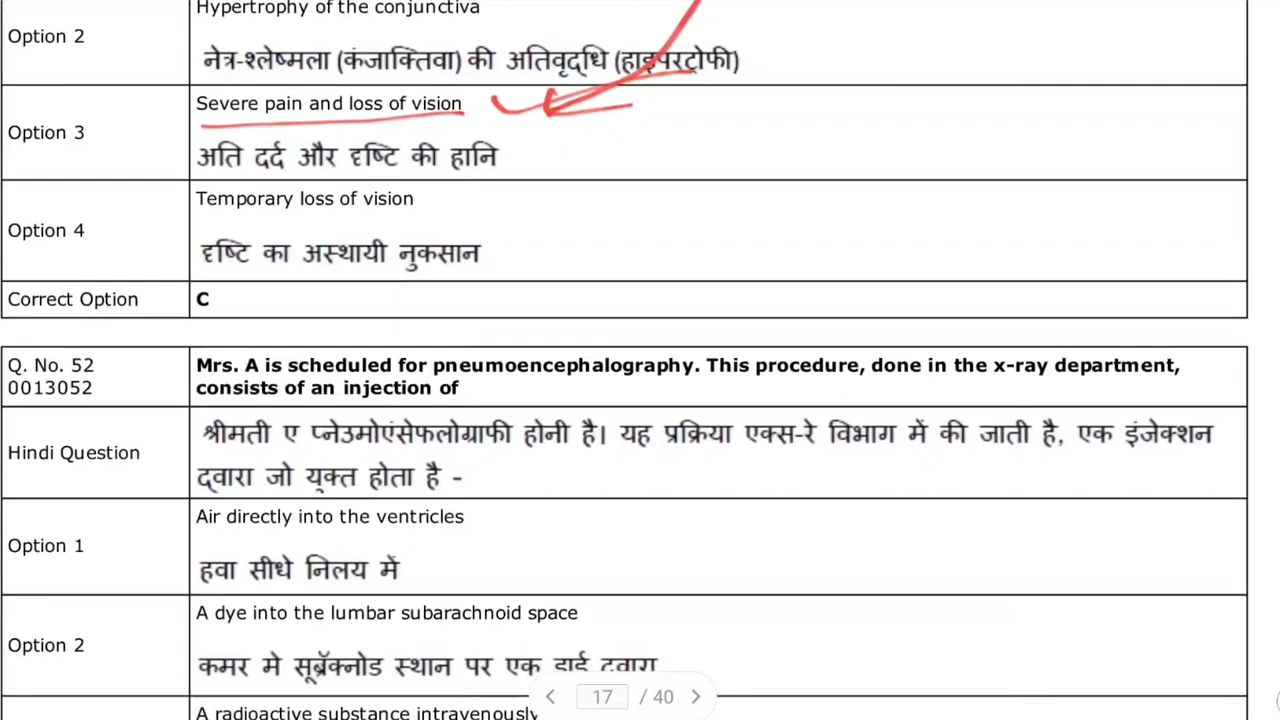 Hypertrophy of the conjunctiva
Option 2
नेत्र-श्लेष्मला (कंजाक्तिवा) की अतिवृद्धि (हाइपरट्रोफी)
Severe pain and loss of vision
Option 3
अति दर्द और दृष्टि की हानि
Temporary loss of vision
Option 4
दृष्टि का अस्थायी नुकसान
Correct Option C
Q. No. 52 Mrs. A is scheduled for pneumoencephalography. This procedure, done in the x-ray department,
0013052 consists of an injection of
श्रीमती ए प्नेउमोएंसेफलोग्राफी होनी है। यह प्रक्रिया एक्स-रे विभाग में की जाती है, एक इंजेक्शन
Hindi Question
द्वारा जो युक्त होता है -
Air directly into the ventricles
Option 1
हवा सीधे निलय में
A dye into the lumbar subarachnoid space
Option 2
कमर मे सूब्रॅक्नोड स्थान पर एक डाई द्वारा
17 / 40
A radioactive substance intravenously